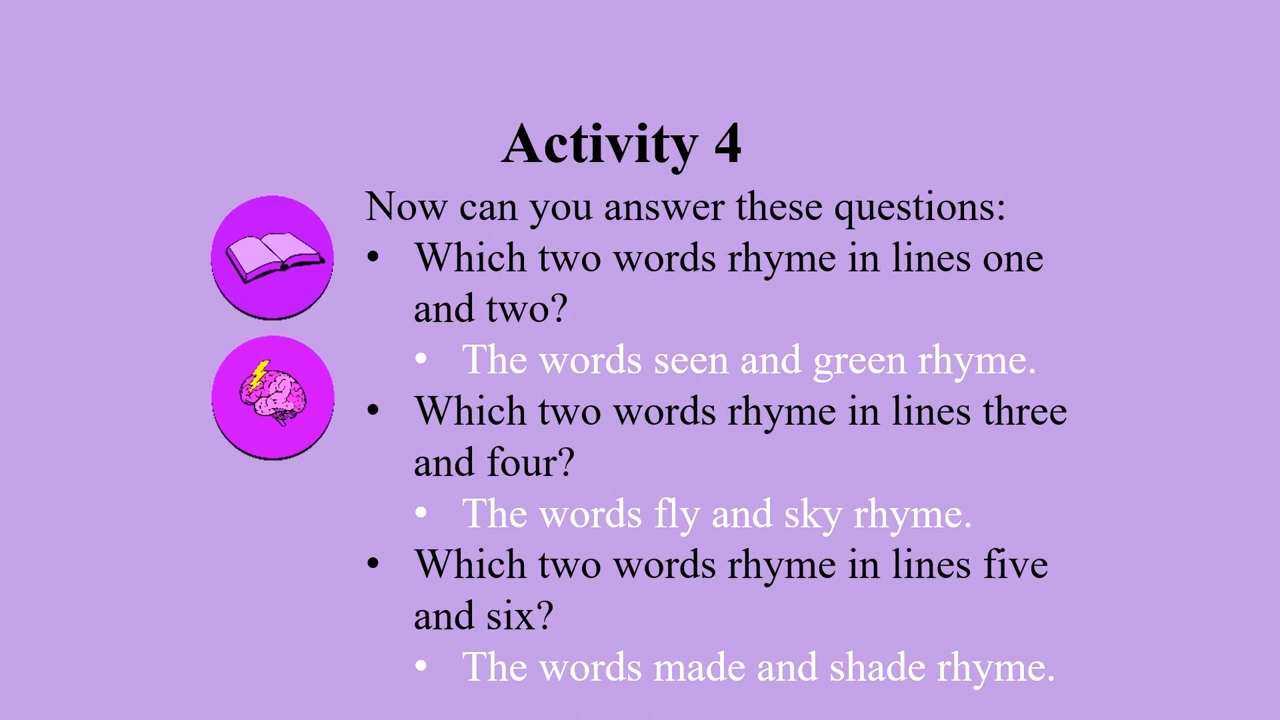 Activity 4
Now can you answer these questions:
• Which two words rhyme in lines one
and two?
• The words seen and green rhyme.
• Which two words rhyme in lines three
and four?
• The words fly and sky rhyme.
• Which two words rhyme in lines five
and six?
• The words made and shade rhyme.